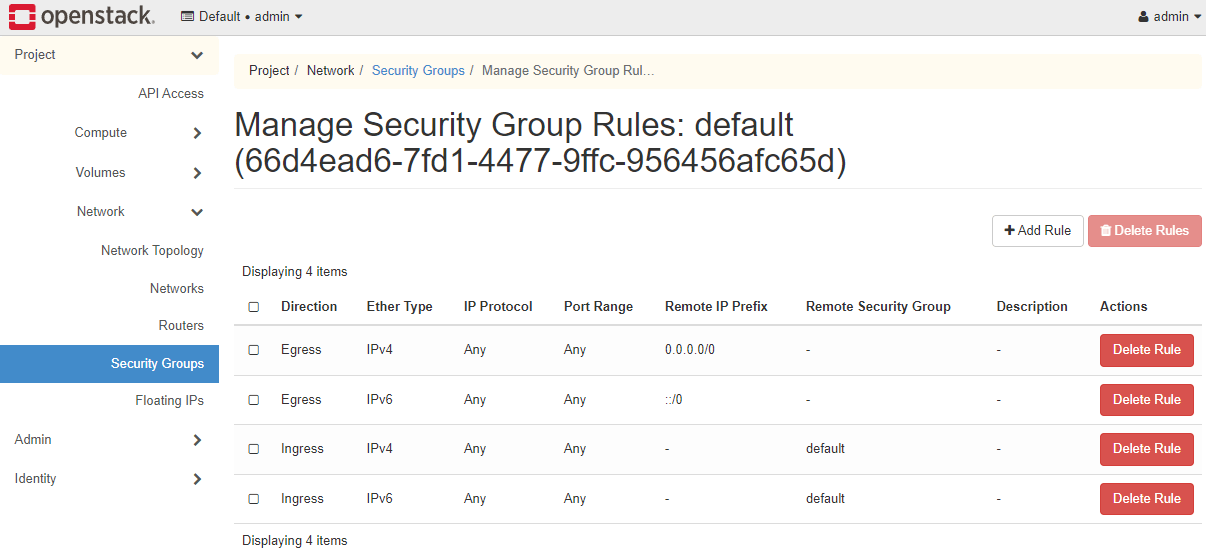 openstack. Default • admin admin
Project
API Access
Compute
Volumes
Network
Network Topology
Networks
Routers
Security Groups
Floating IPs
Admin
Identity
Project / Network / Security Groups / Manage Security Group Rul…
Manage Security Group Rules: default
(66d4ead6-7fd1-4477-9ffc-956456afc65d)
Add Rule Delete Rules
Displaying 4 items
Direction Ether Type IP Protocol Port Range Remote IP Prefix Remote Security Group Description Actions
Egress IPv4 Any Any 0.0.0.0/0 - - Delete Rule
Egress IPv6 Any Any ::/0 - - Delete Rule
Ingress IPv4 Any Any - default - Delete Rule
Ingress IPv6 Any Any - default - Delete Rule
Displaying 4 items